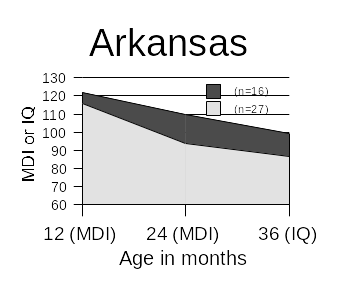 Arkansas
130
120
110
100
90
80
70
60
MDI or IQ
(n=16)
(n=27)
12 (MDI) 24 (MDI) 36 (IQ)
Age in months